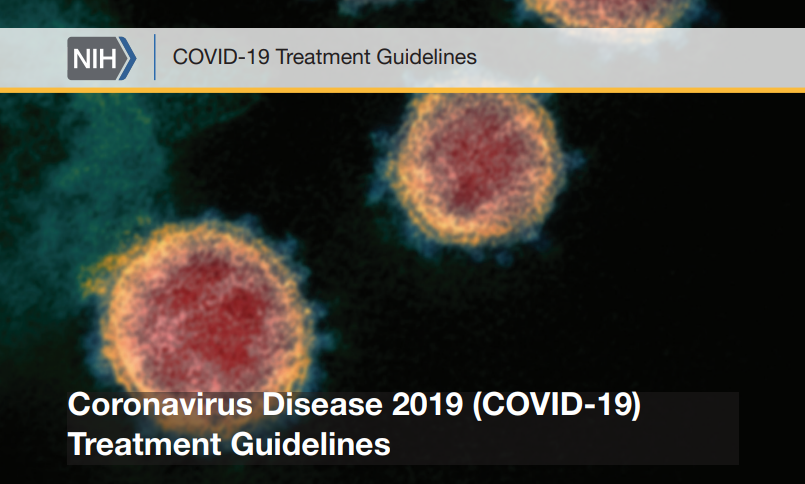 NIH
COVID-19 Treatment Guidelines
Coronavirus Disease 2019 (COVID-19)
Treatment Guidelines